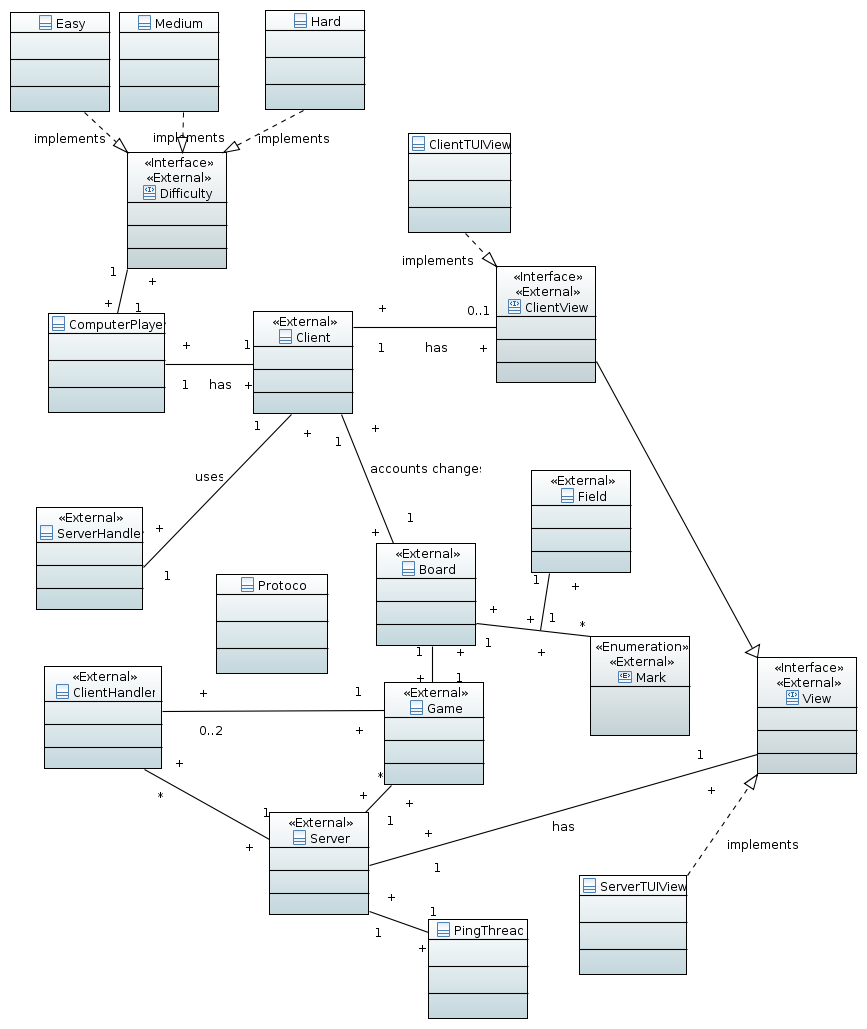 Easy
Medium
Hard
implements
implements
implements
«Interface»
«External»
Difficulty
ClientTUIView
implements
«Interface»
«External»
ClientView
1
+
+
1
ComputerPlayer
«External»
Client
+
0..1
1
has
+
+
1
1
has
+
1
+
1
+
uses
accounts changes
+
1
1
+
«External»
ServerHandle
«External»
Field
«External»
Board
Protoco
1
+
+
1
+
1
*
+
«Enumeration»
«External»
Mark
1
+
+
1
«Interface»
«External»
View
«External»
ClientHandler
+
1
0..2
+
«External»
Game
+
*
1
+
*
+
1
+
«External»
Server
+
1
has
1
+
implements
ServerTUIView
+
1
1
+
PingThread